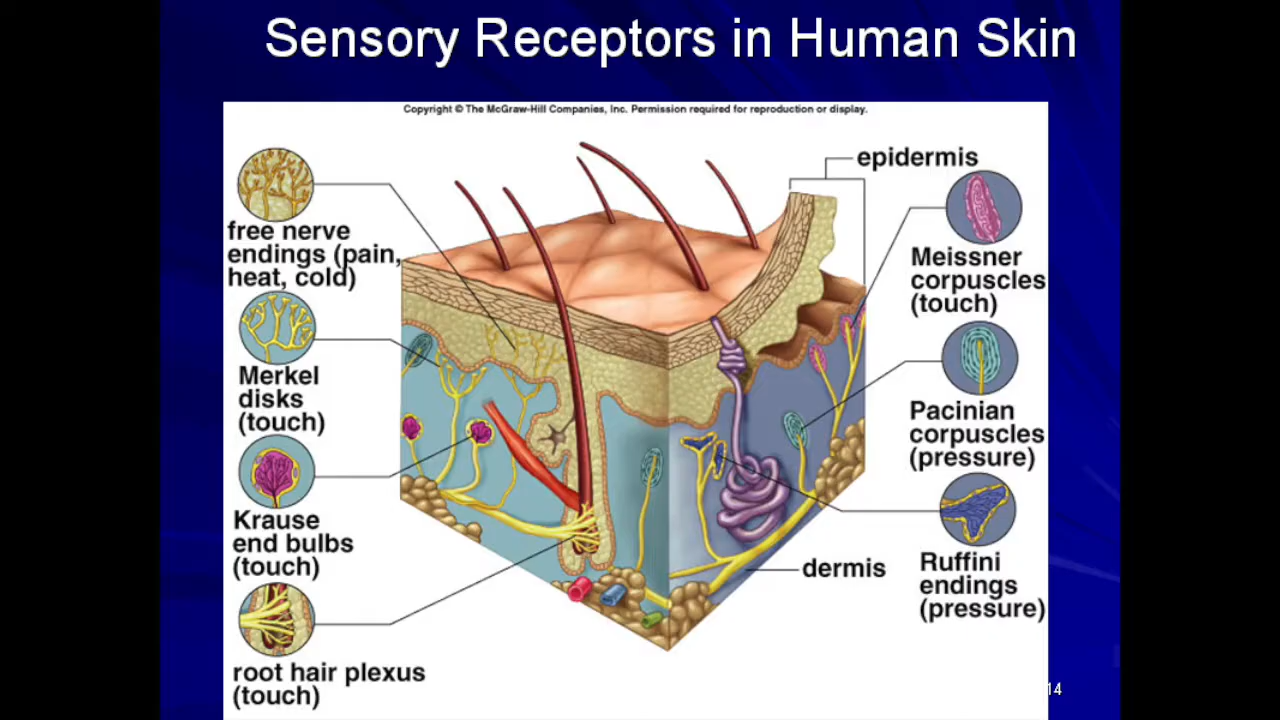 Sensory Receptors in Human Skin
Copyright © The McGraw-Hill Companies, Inc. Permission required for reproduction or display.
free nerve
endings (pain,
heat, cold)
Merkel
disks
(touch)
Krause
end bulbs
(touch)
root hair plexus
(touch)
epidermis
Meissner
corpuscles
(touch)
Pacinian
corpuscles
(pressure)
Ruffini
endings
(pressure)
dermis
14